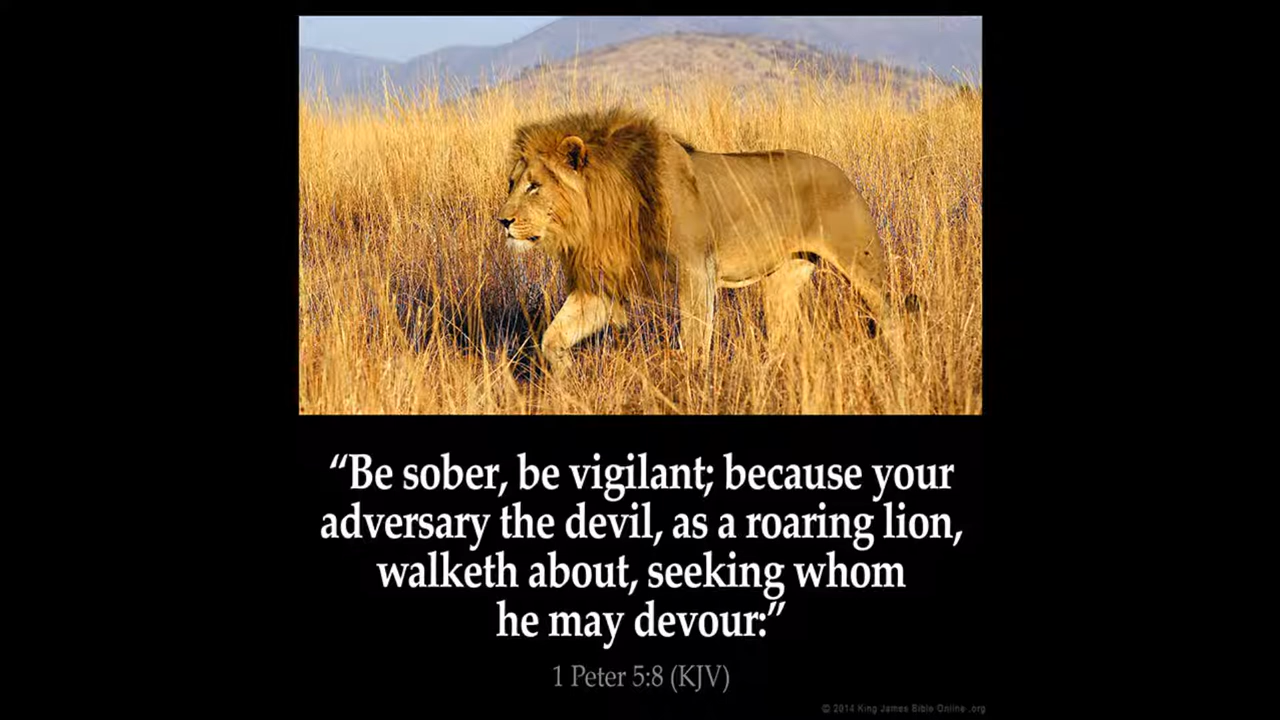 “Be sober, be vigilant; because your
adversary the devil, as a roaring lion,
walketh about, seeking whom
he may devour:”
1 Peter 5:8 (KJV)
© 2014 King James Bible Online .org